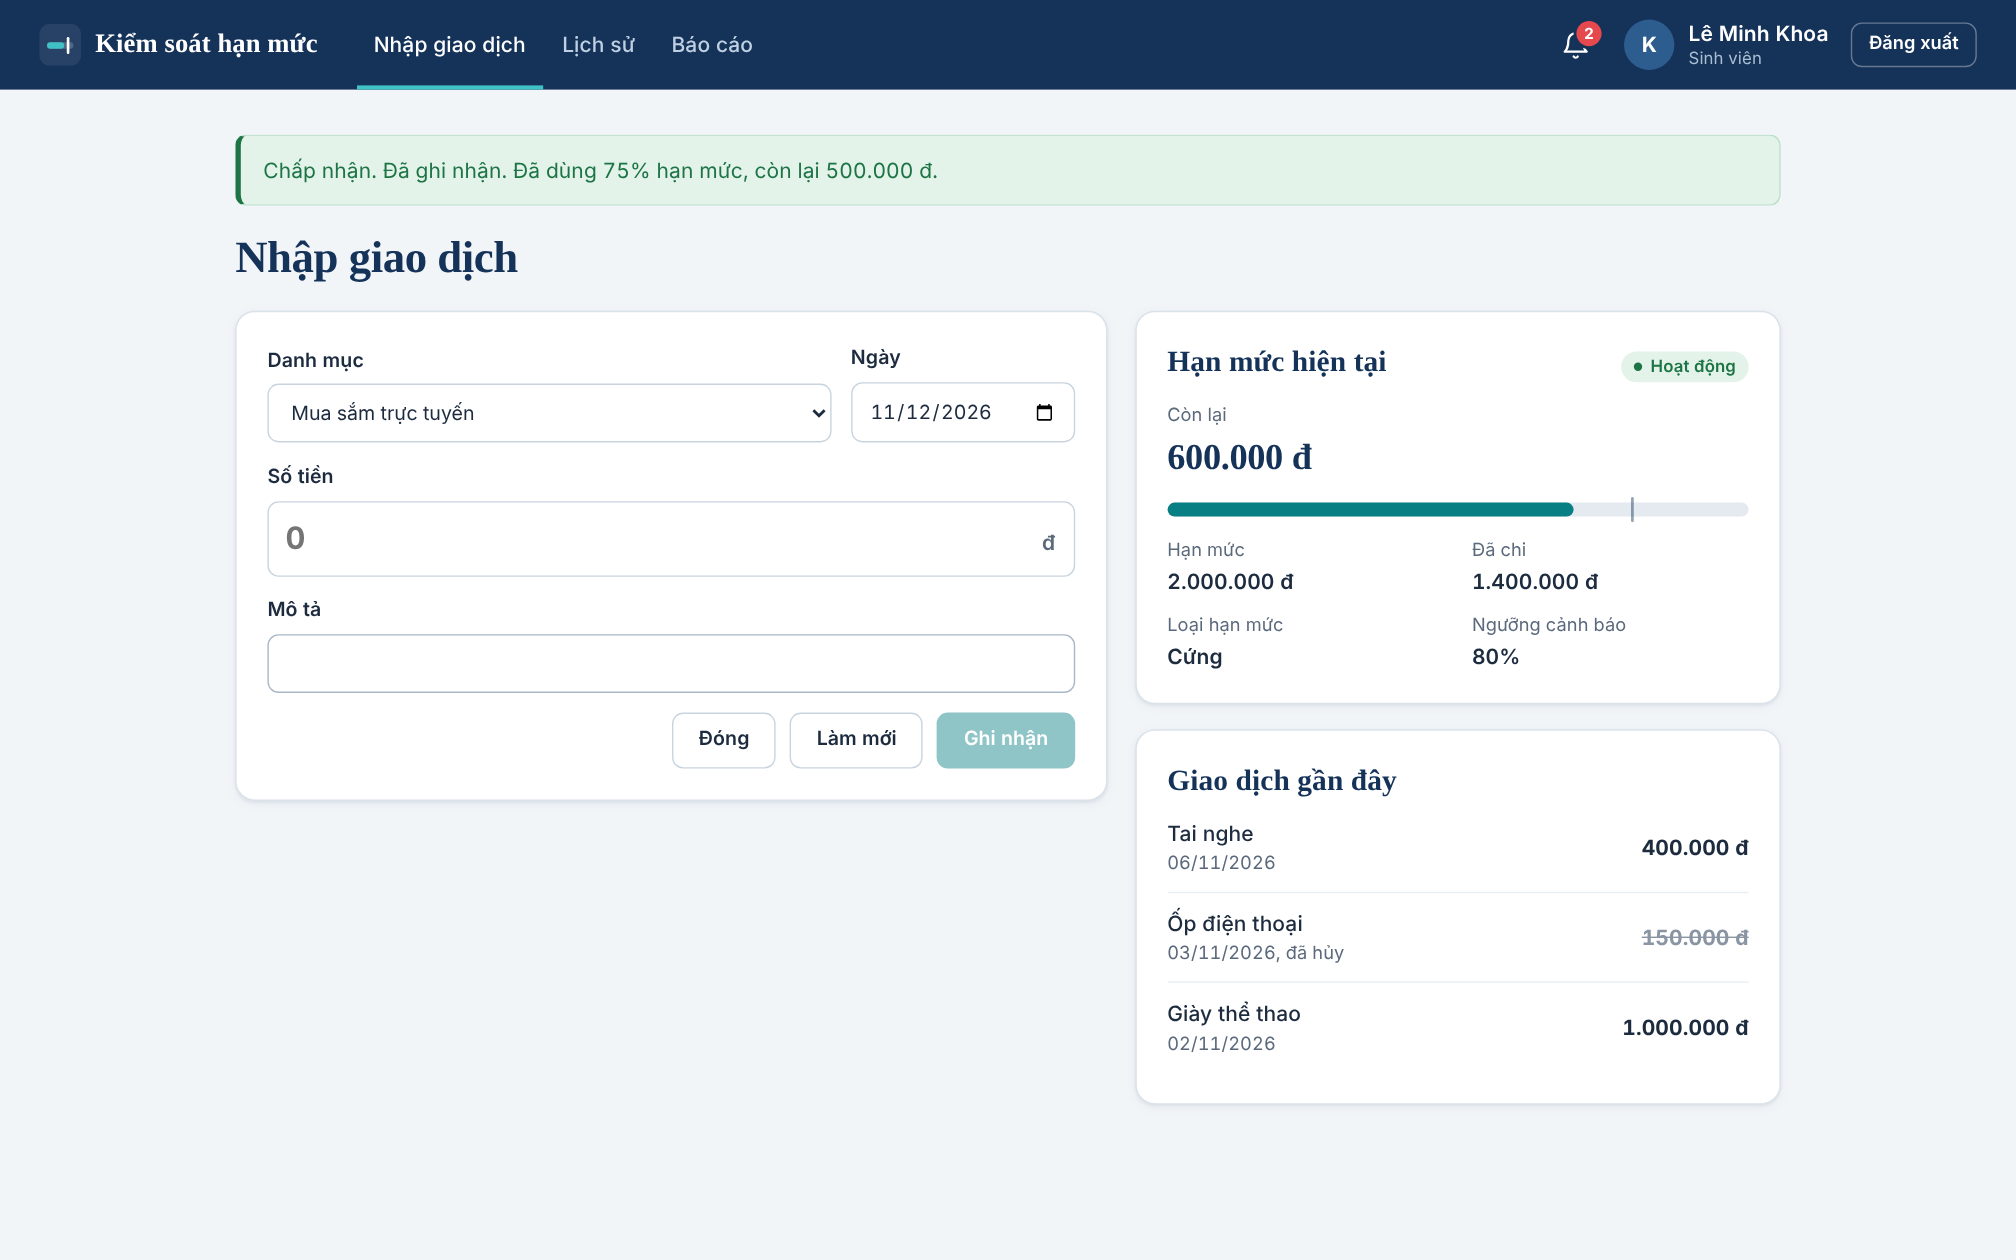 Kiểm soát hạn mức
Nhập giao dịch
Lịch sử
Báo cáo
2
K
Lê Minh Khoa
Sinh viên
Đăng xuất
Chấp nhận. Đã ghi nhận. Đã dùng 75% hạn mức, còn lại 500.000 đ.
Nhập giao dịch
Danh mục
Mua sắm trực tuyến
Ngày
11/12/2026
Số tiền
0 đ
Mô tả
Đóng
Làm mới
Ghi nhận
Hạn mức hiện tại
Hoạt động
Còn lại
600.000 đ
Hạn mức
2.000.000 đ
Đã chi
1.400.000 đ
Loại hạn mức
Cứng
Ngưỡng cảnh báo
80%
Giao dịch gần đây
Tai nghe
06/11/2026
400.000 đ
Ốp điện thoại
03/11/2026, đã hủy
150.000 đ
Giày thể thao
02/11/2026
1.000.000 đ